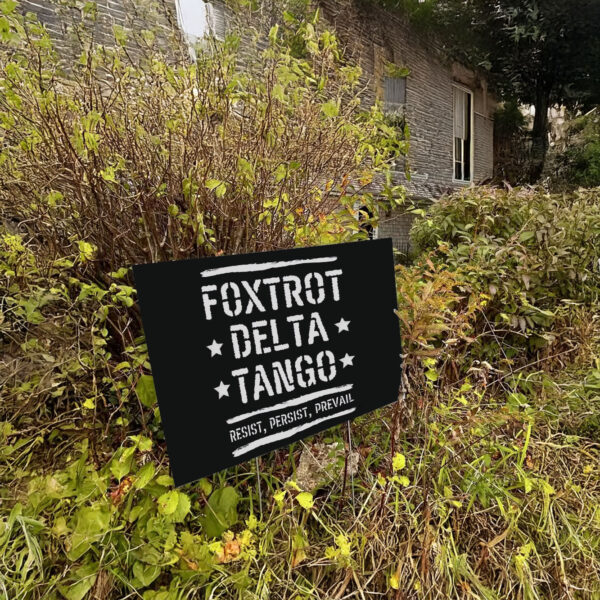 FOXTROT
DELTA
TANGO
RESIST, PERSIST, PREVAIL